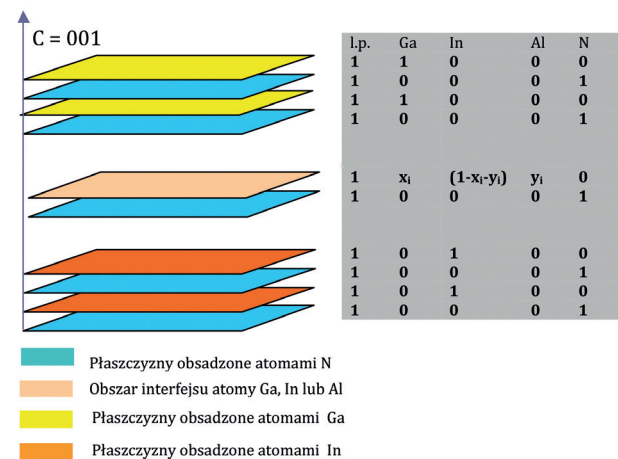 C = 001
l.p. Ga In Al N
1 1 0 0 0
1 0 0 0 1
1 1 0 0 0
1 0 0 0 1
1 xᵢ (1-xᵢ-yᵢ) yᵢ 0
1 0 0 0 1
1 0 1 0 0
1 0 0 0 1
1 0 1 0 0
1 0 0 0 1
Płaszczyzny obsadzone atomami N
Obszar interfejsu atomy Ga, In lub Al
Płaszczyzny obsadzone atomami Ga
Płaszczyzny obsadzone atomami In